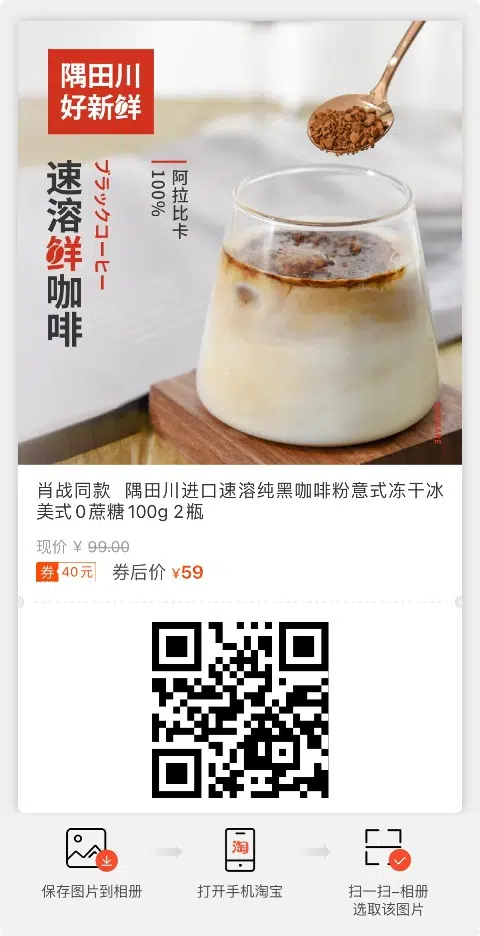 隅田川
好新鲜
速溶鲜咖啡
ブラックコーヒー
阿拉比卡
100%
肖战同款 隅田川进口速溶纯黑咖啡粉意式冻干冰
美式0蔗糖100g 2瓶
现价 ¥ 99.00
券 40元 券后价 ¥59
淘
保存图片到相册
打开手机淘宝
扫一扫–相册
选取该图片